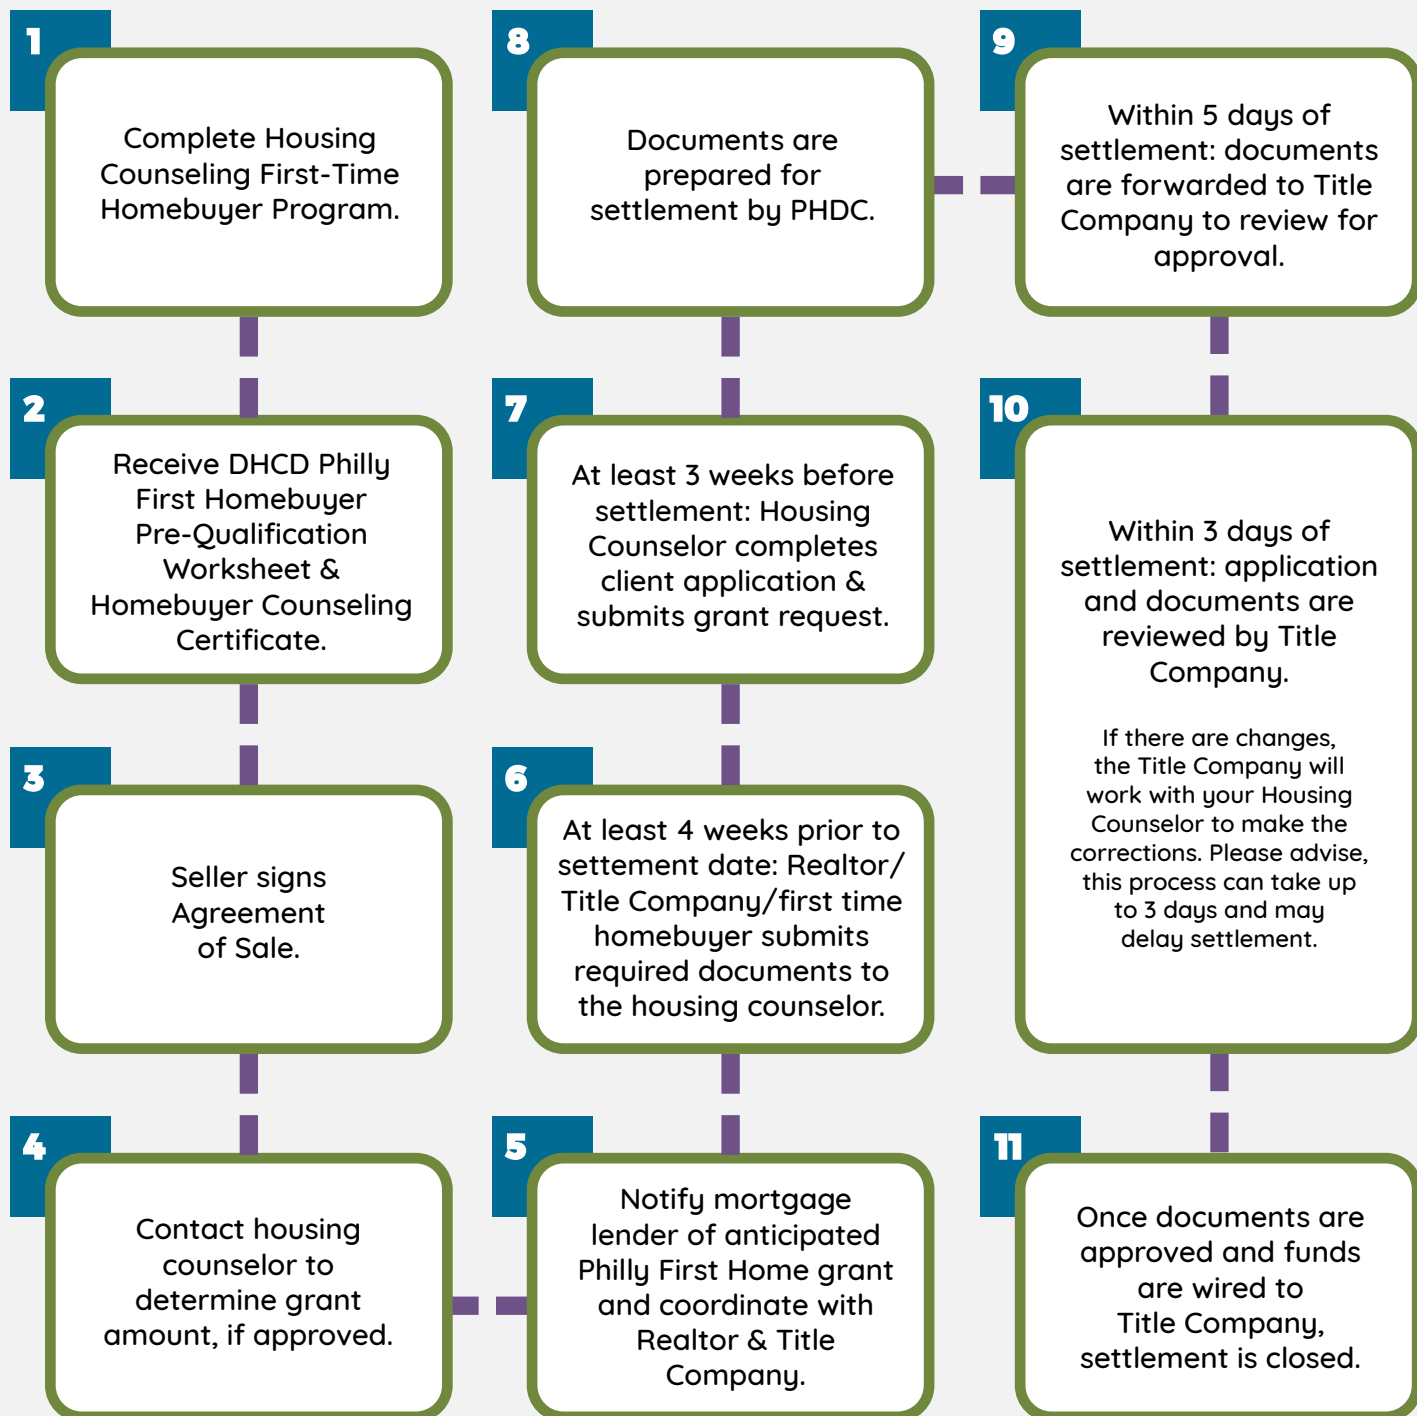 1
Complete Housing
Counseling First-Time
Homebuyer Program.
2
Receive DHCD Philly
First Homebuyer
Pre-Qualification
Worksheet &
Homebuyer Counseling
Certificate.
3
Seller signs
Agreement
of Sale.
4
Contact housing
counselor to
determine grant
amount, if approved.
5
Notify mortgage
lender of anticipated
Philly First Home grant
and coordinate with
Realtor & Title
Company.
6
At least 4 weeks prior to
settement date: Realtor/
Title Company/first time
homebuyer submits
required documents to
the housing counselor.
7
At least 3 weeks before
settlement: Housing
Counselor completes
client application &
submits grant request.
8
Documents are
prepared for
settlement by PHDC.
9
Within 5 days of
settlement: documents
are forwarded to Title
Company to review for
approval.
10
Within 3 days of
settlement: application
and documents are
reviewed by Title
Company.
If there are changes,
the Title Company will
work with your Housing
Counselor to make the
corrections. Please advise,
this process can take up
to 3 days and may
delay settlement.
11
Once documents are
approved and funds
are wired to
Title Company,
settlement is closed.